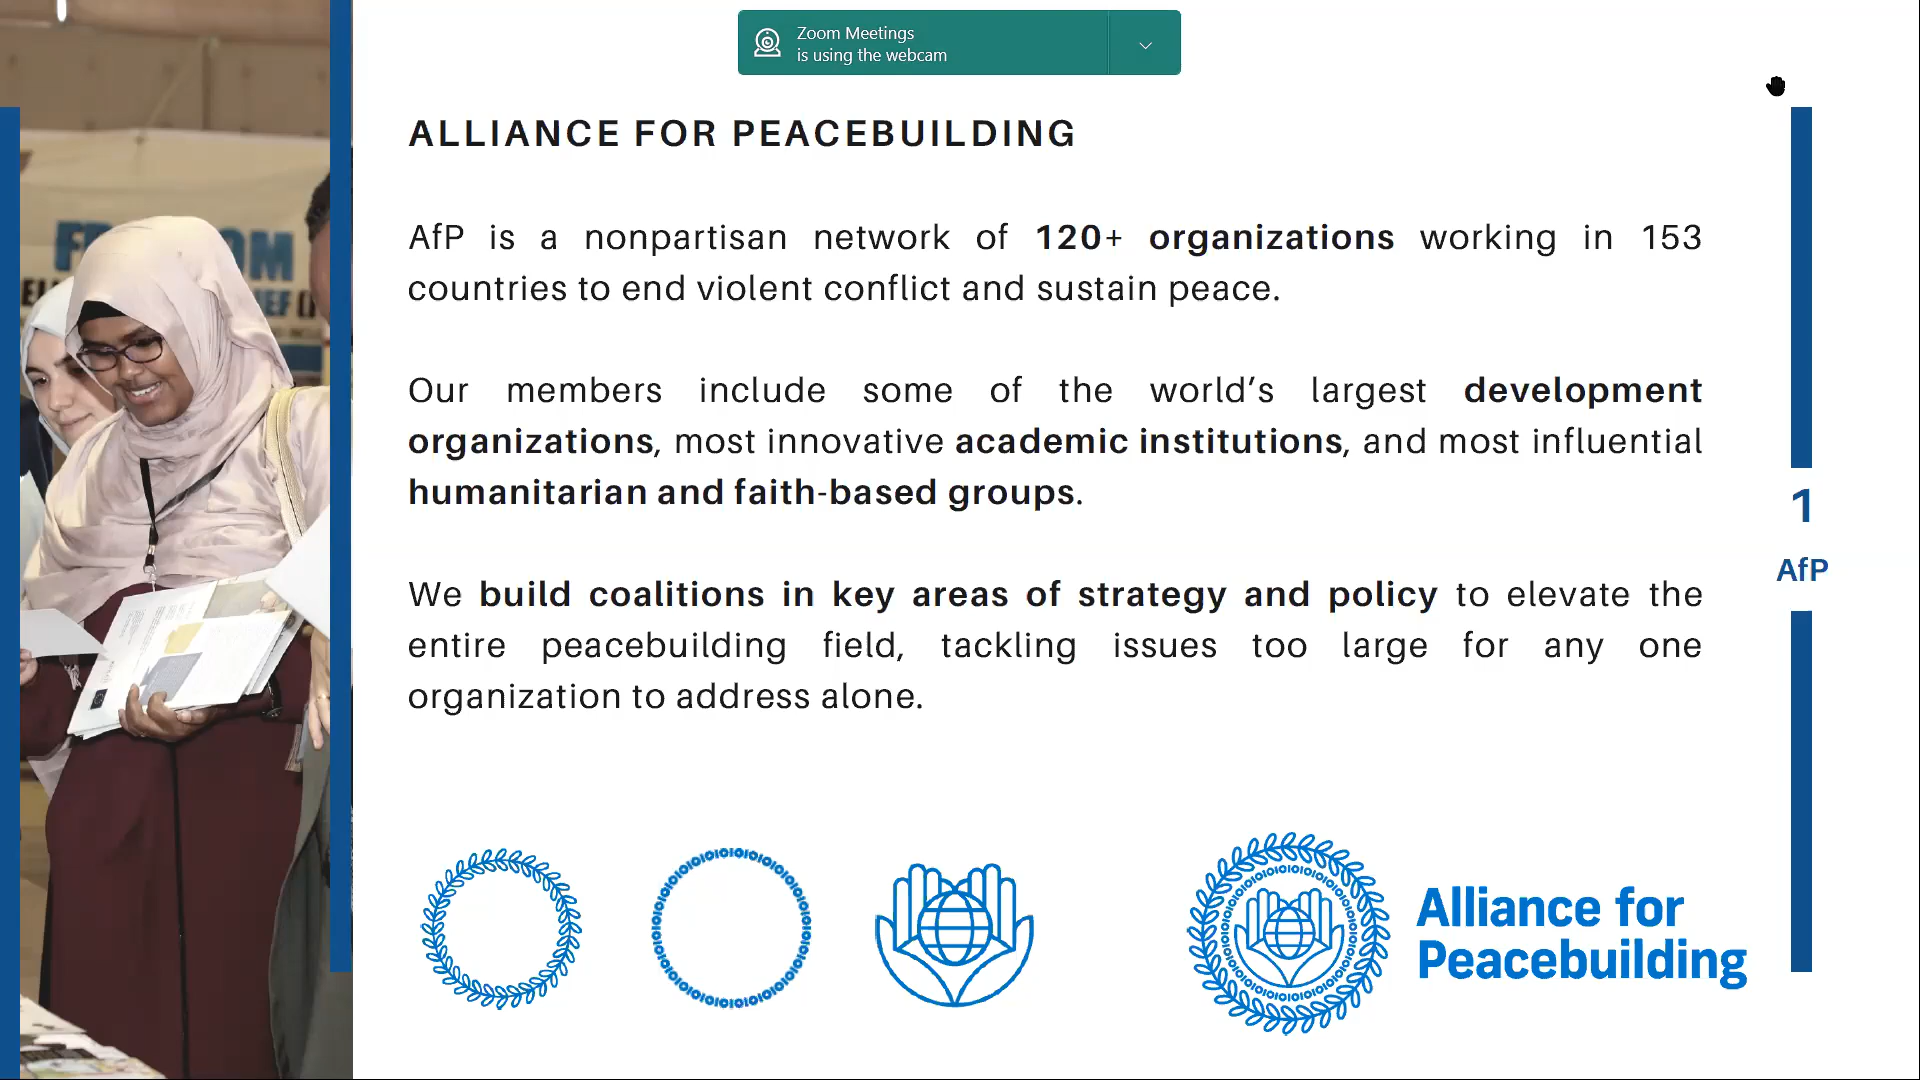 Zoom Meetings
is using the webcam
ALLIANCE FOR PEACEBUILDING
AfP is a nonpartisan network of 120+ organizations working in 153
countries to end violent conflict and sustain peace.
Our members include some of the world’s largest development
organizations, most innovative academic institutions, and most influential
humanitarian and faith-based groups.
We build coalitions in key areas of strategy and policy to elevate the
entire peacebuilding field, tackling issues too large for any one
organization to address alone.
1
AfP
Alliance for
Peacebuilding